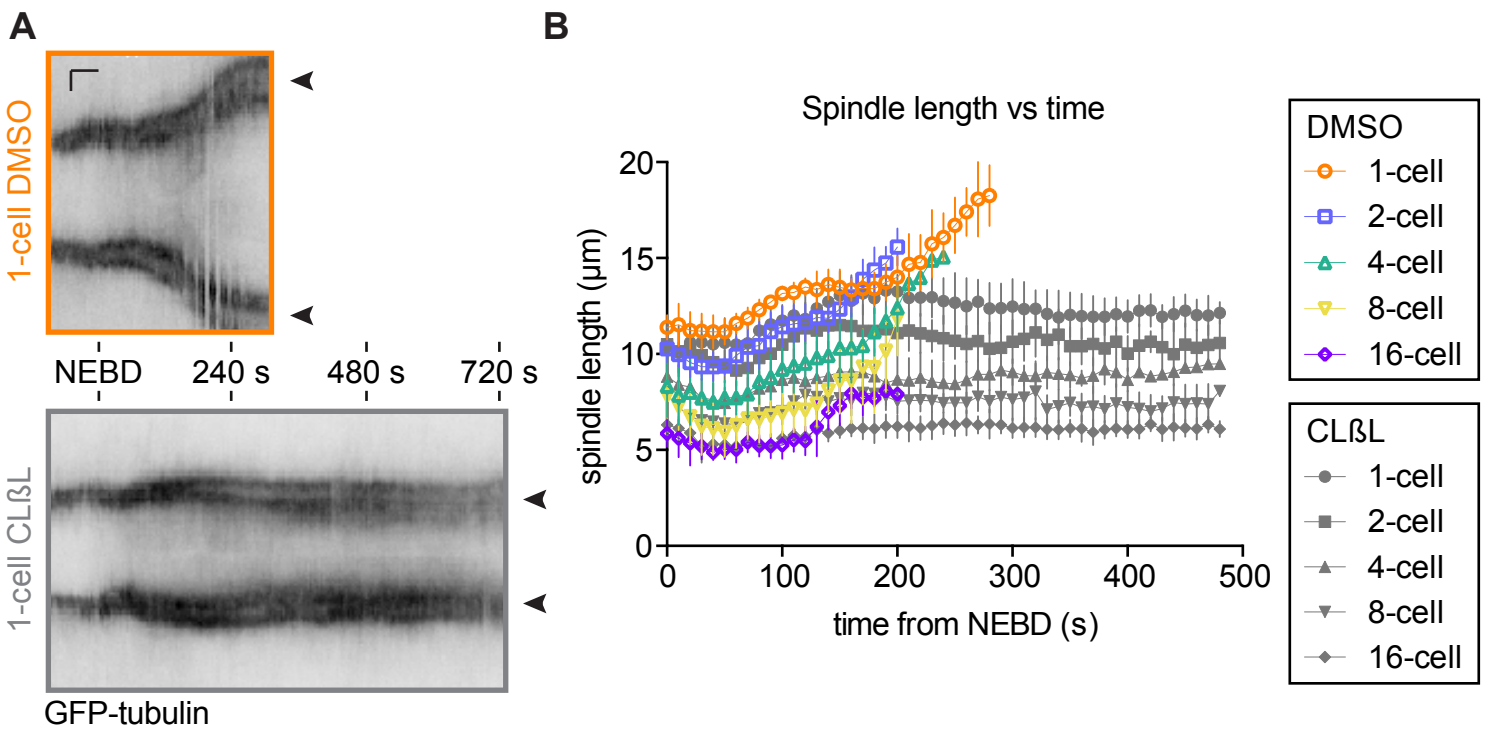 A
1-cell DMSO
NEBD 240 s 480 s 720 s
1-cell CLßL
GFP-tubulin
B
Spindle length vs time
spindle length (µm)
20
15
10
5
0
0 100 200 300 400 500
time from NEBD (s)
DMSO
1-cell
2-cell
4-cell
8-cell
16-cell
CLßL
1-cell
2-cell
4-cell
8-cell
16-cell